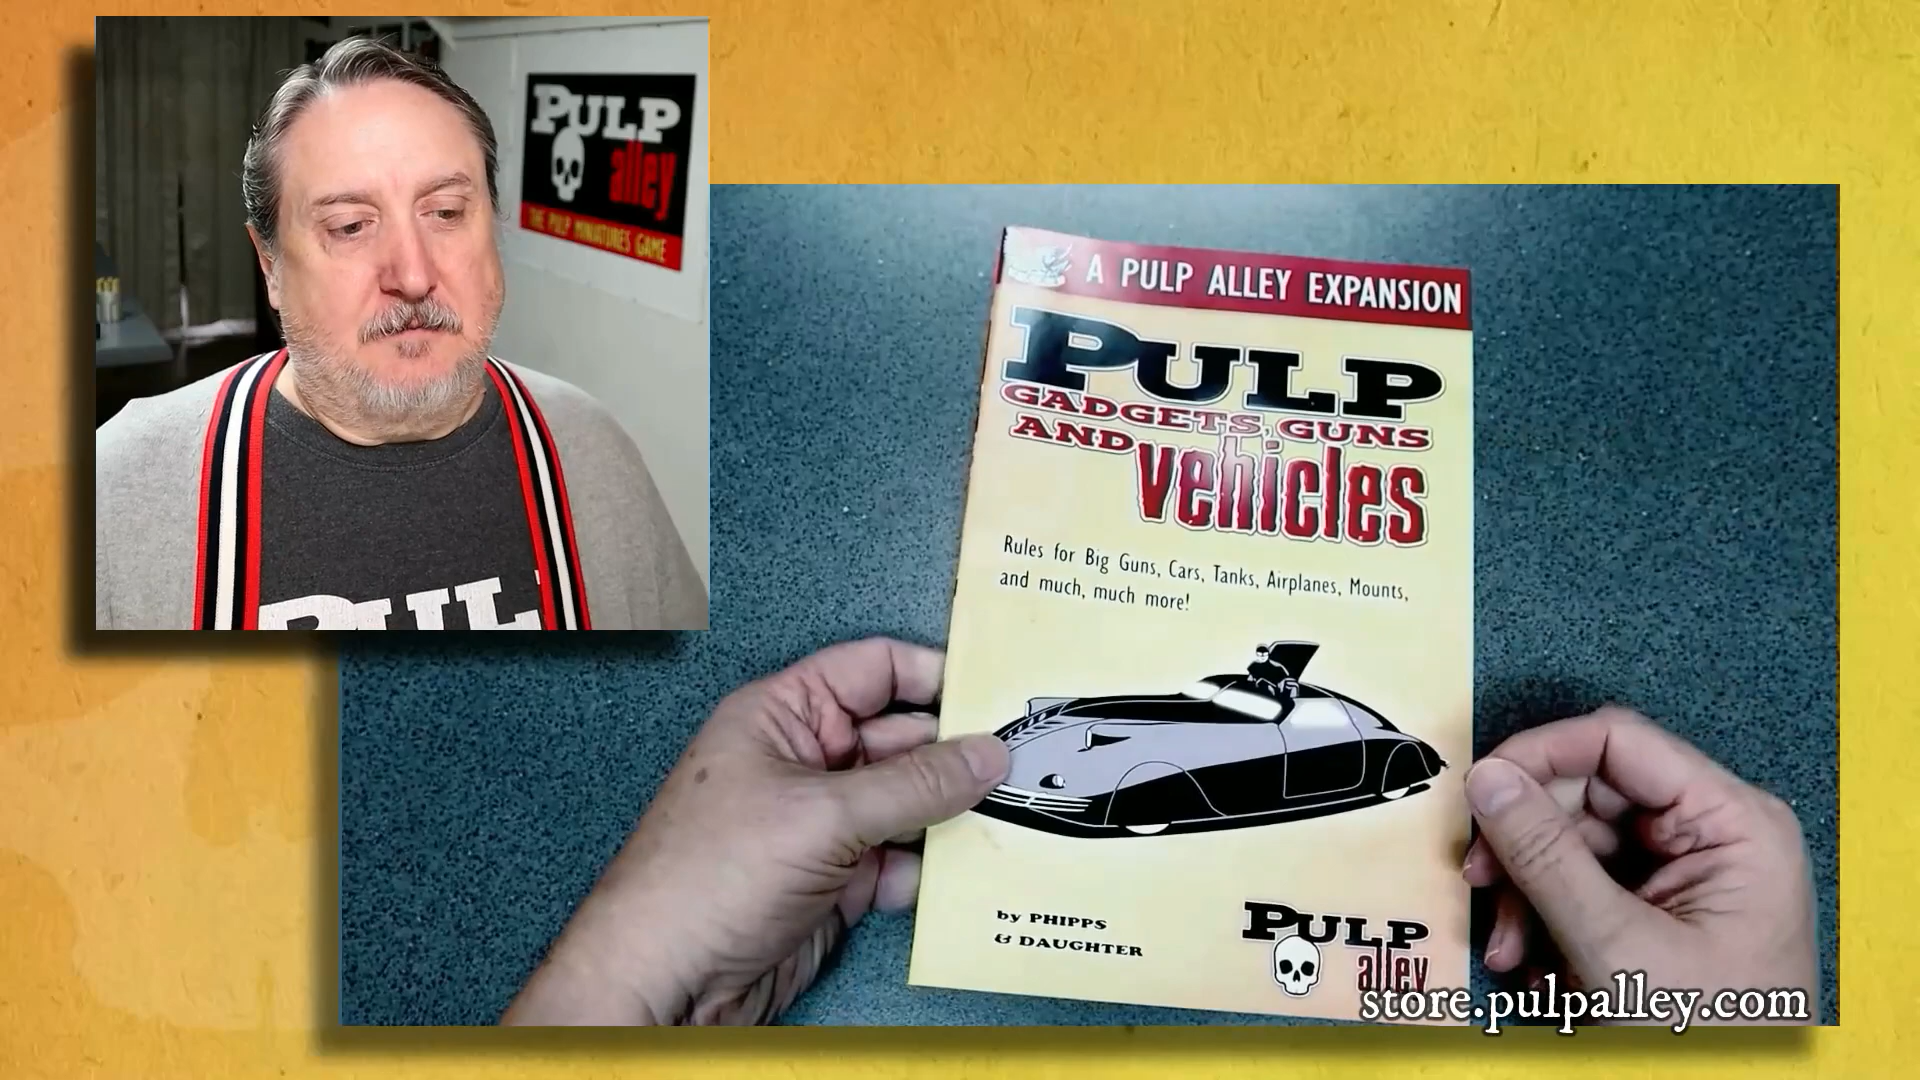 PULP
alley
THE PULP MINIATURES GAME
PUL
A PULP ALLEY EXPANSION
PULP
GADGETS, GUNS
AND vehicles
Rules for Big Guns, Cars, Tanks, Airplanes, Mounts,
and much, much more!
by PHIPPS
& DAUGHTER
PULP
alley
store.pulpalley.com